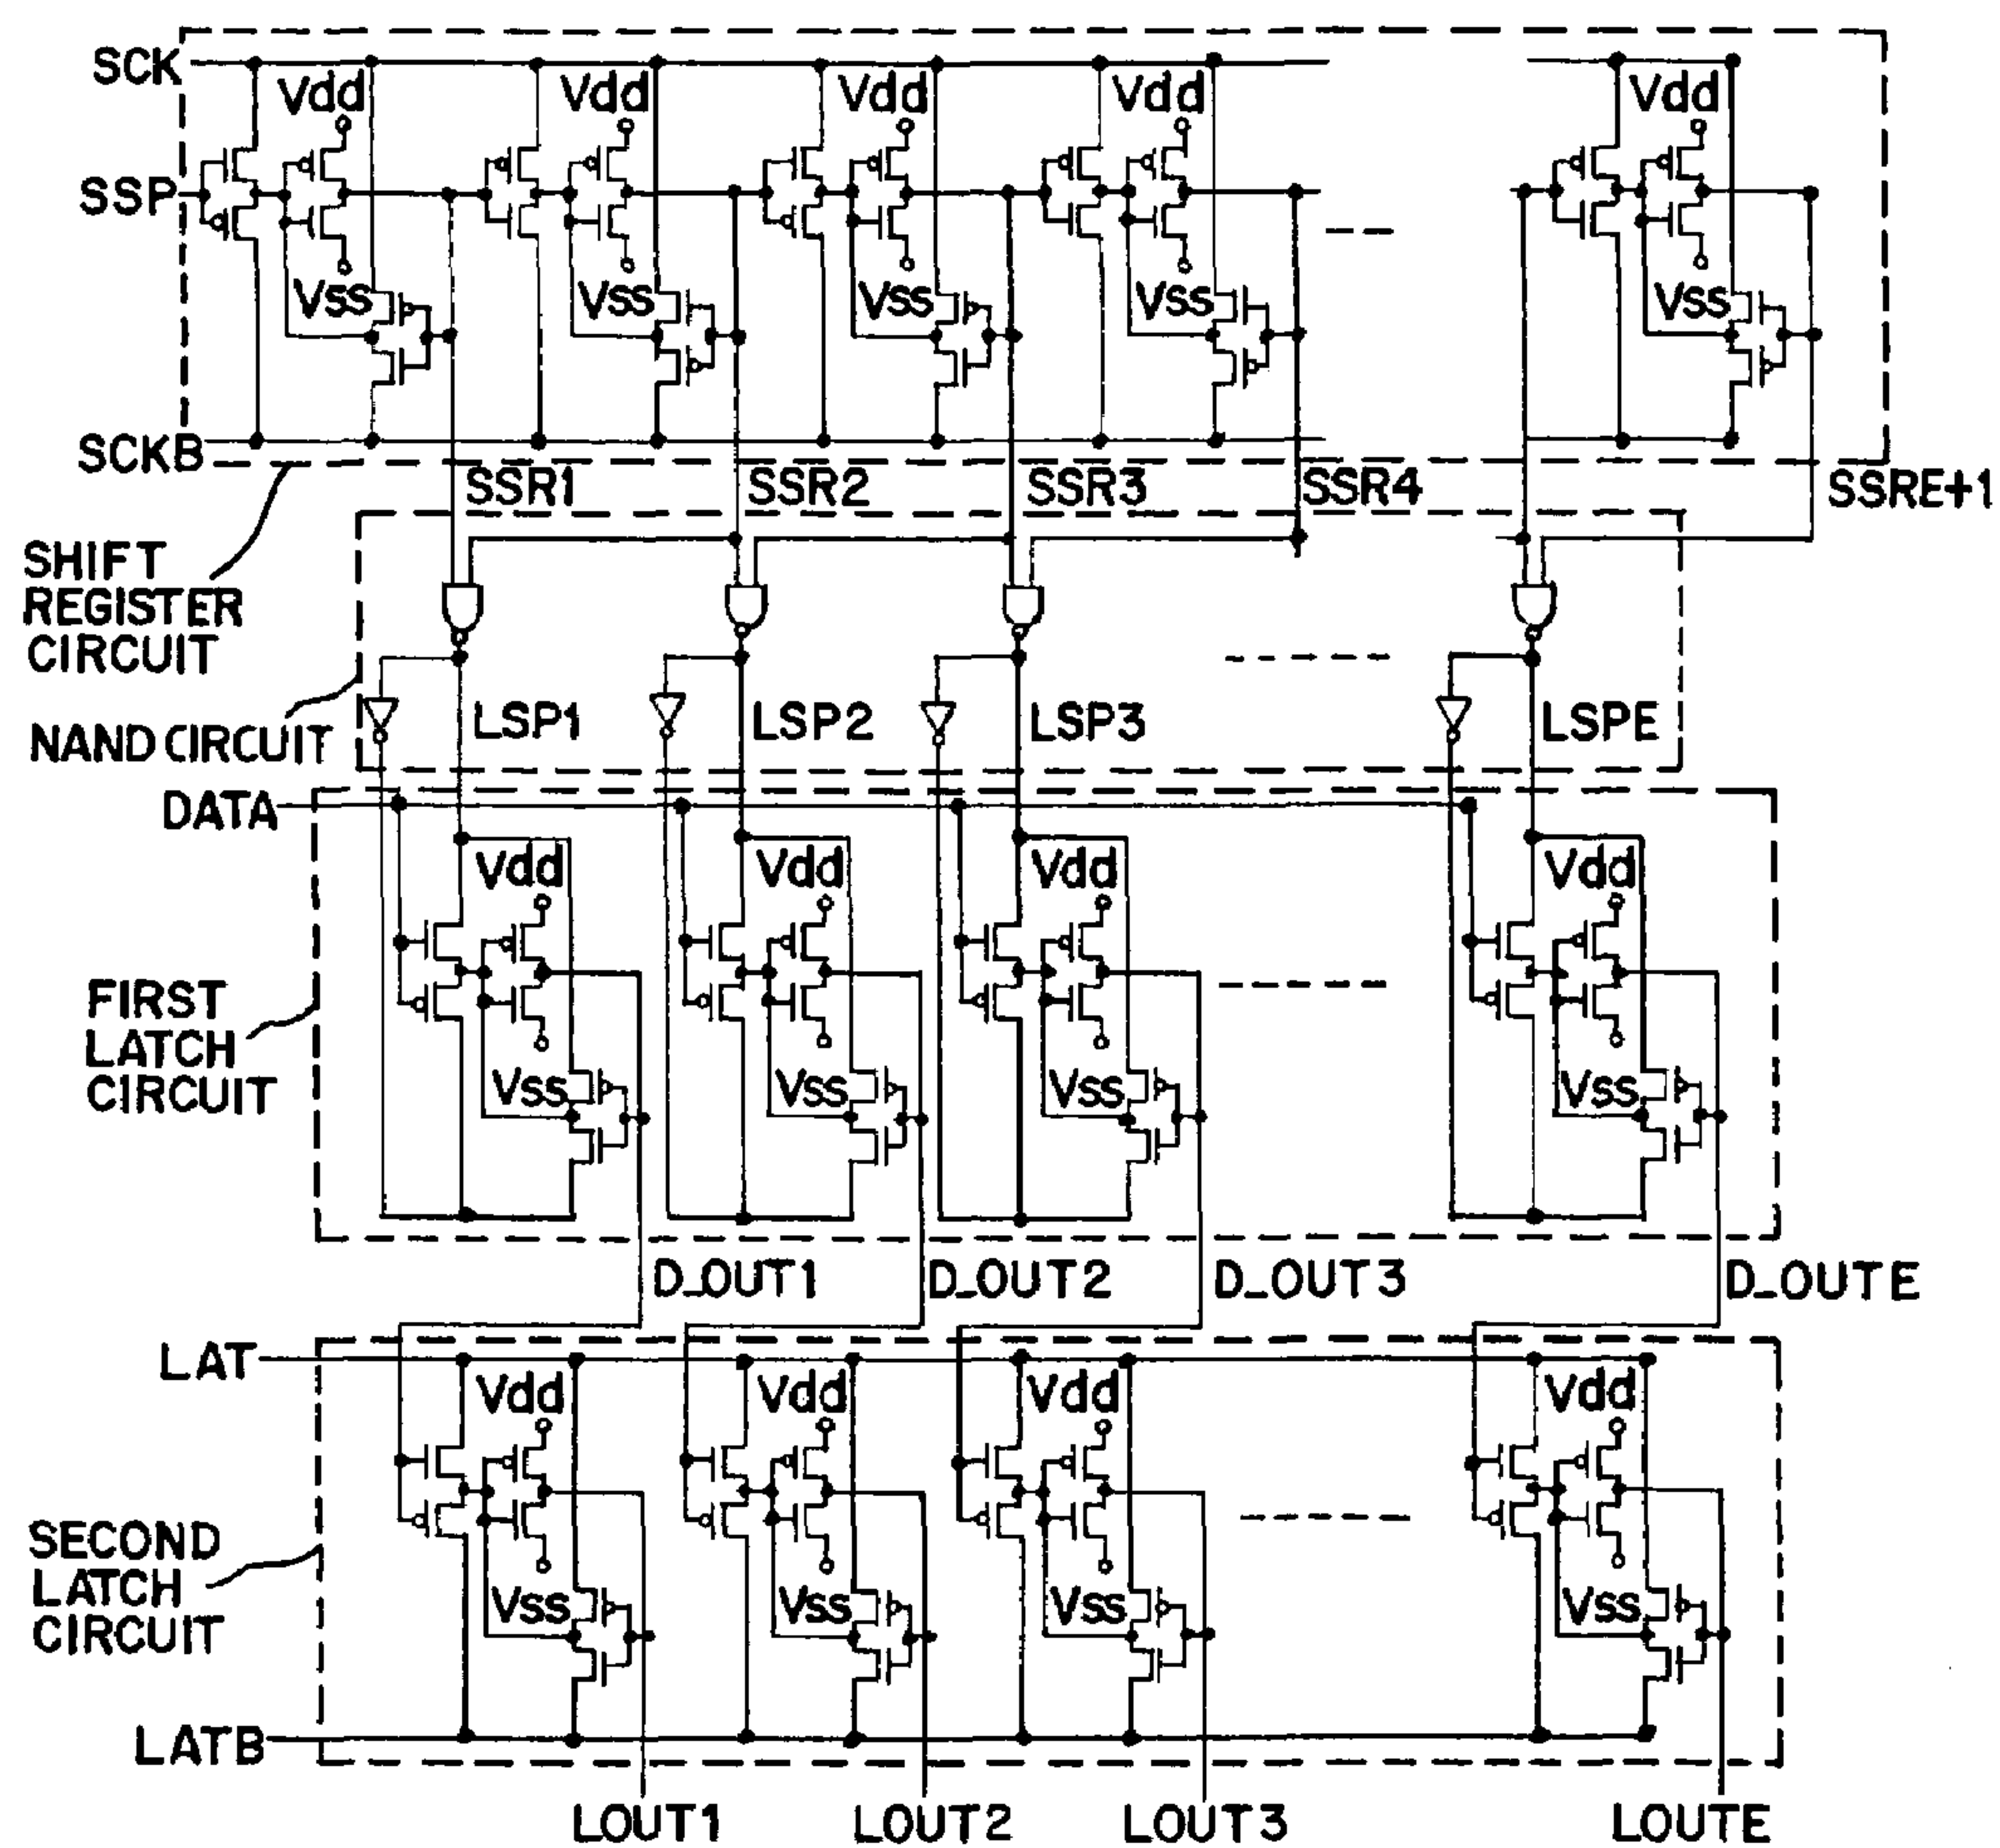 SCK
Vdd Vdd Vdd Vdd Vdd
SSP
VSS VSS VSS VSS VSS
SCKB
SSR1 SSR2 SSR3 SSR4 SSRE+1
SHIFT
REGISTER
CIRCUIT
NAND CIRCUIT
LSP1 LSP2 LSP3 LSPE
DATA
Vdd Vdd Vdd Vdd
FIRST
LATCH
CIRCUIT
VSS VSS VSS VSS
D_OUT1 D_OUT2 D_OUT3 D_OUTE
LAT
Vdd Vdd Vdd Vdd
SECOND
LATCH
CIRCUIT
VSS VSS VSS VSS
LATB
LOUT1 LOUT2 LOUT3 LOUTE